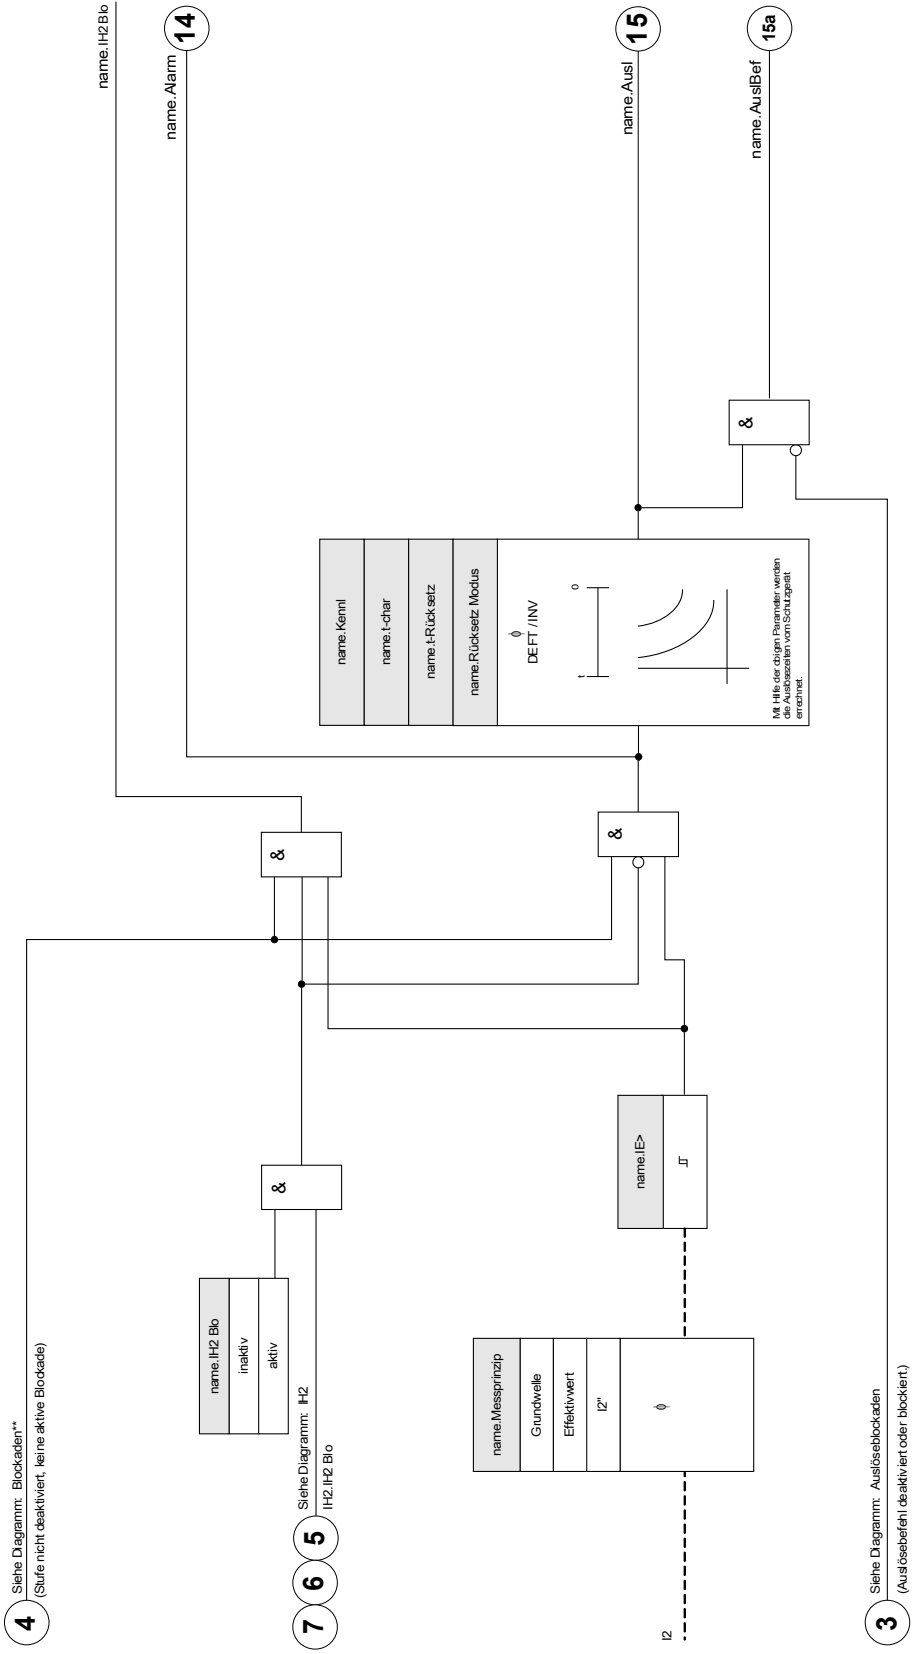 4
Siehe Diagramm: Blockaden**
(Stufe nicht deaktiviert, keine aktive Blockade)
name.IH2 Blo
inaktiv
aktiv
&
7 6 5
Siehe Diagramm: IH2
IH2.IH2 Blo
&
name.IH2 Blo
name.Alarm
14
name.Messprinzip
Grundwelle
Effektivwert
I2"
ϕ
I2
name.IE>
&
name.Kennl
name.t-char
name.t-Rücksetz
name.Rücksetz Modus
ϕ
DEFT / INV
t
0
Mit Hilfe der obigen Parameter werden
die Auslösezeiten vom Schutzgerät
errechnet.
name.Ausl
15
&
name.AuslBef
15a
3
Siehe Diagramm: Auslöseblockaden
(Auslösebefehl deaktiviert oder blockiert.)